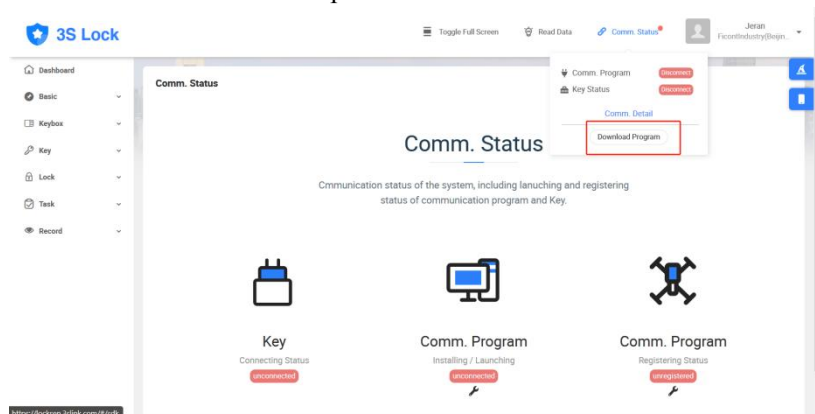 3S Lock
Toggle Full Screen
Read Data
Comm. Status
Jeran
Dashboard
Basic
Keybox
Key
Lock
Task
Record
Comm. Status
Comm. Program
Disconnect
Key Status
Disconnect
Comm. Detail
Download Program
Comm. Status
Cmmunication status of the system, including lanuching and registering
status of communication program and Key.
Key
Connecting Status
unconnected
Comm. Program
Installing / Launching
unconnected
Comm. Program
Registering Status
unregistered